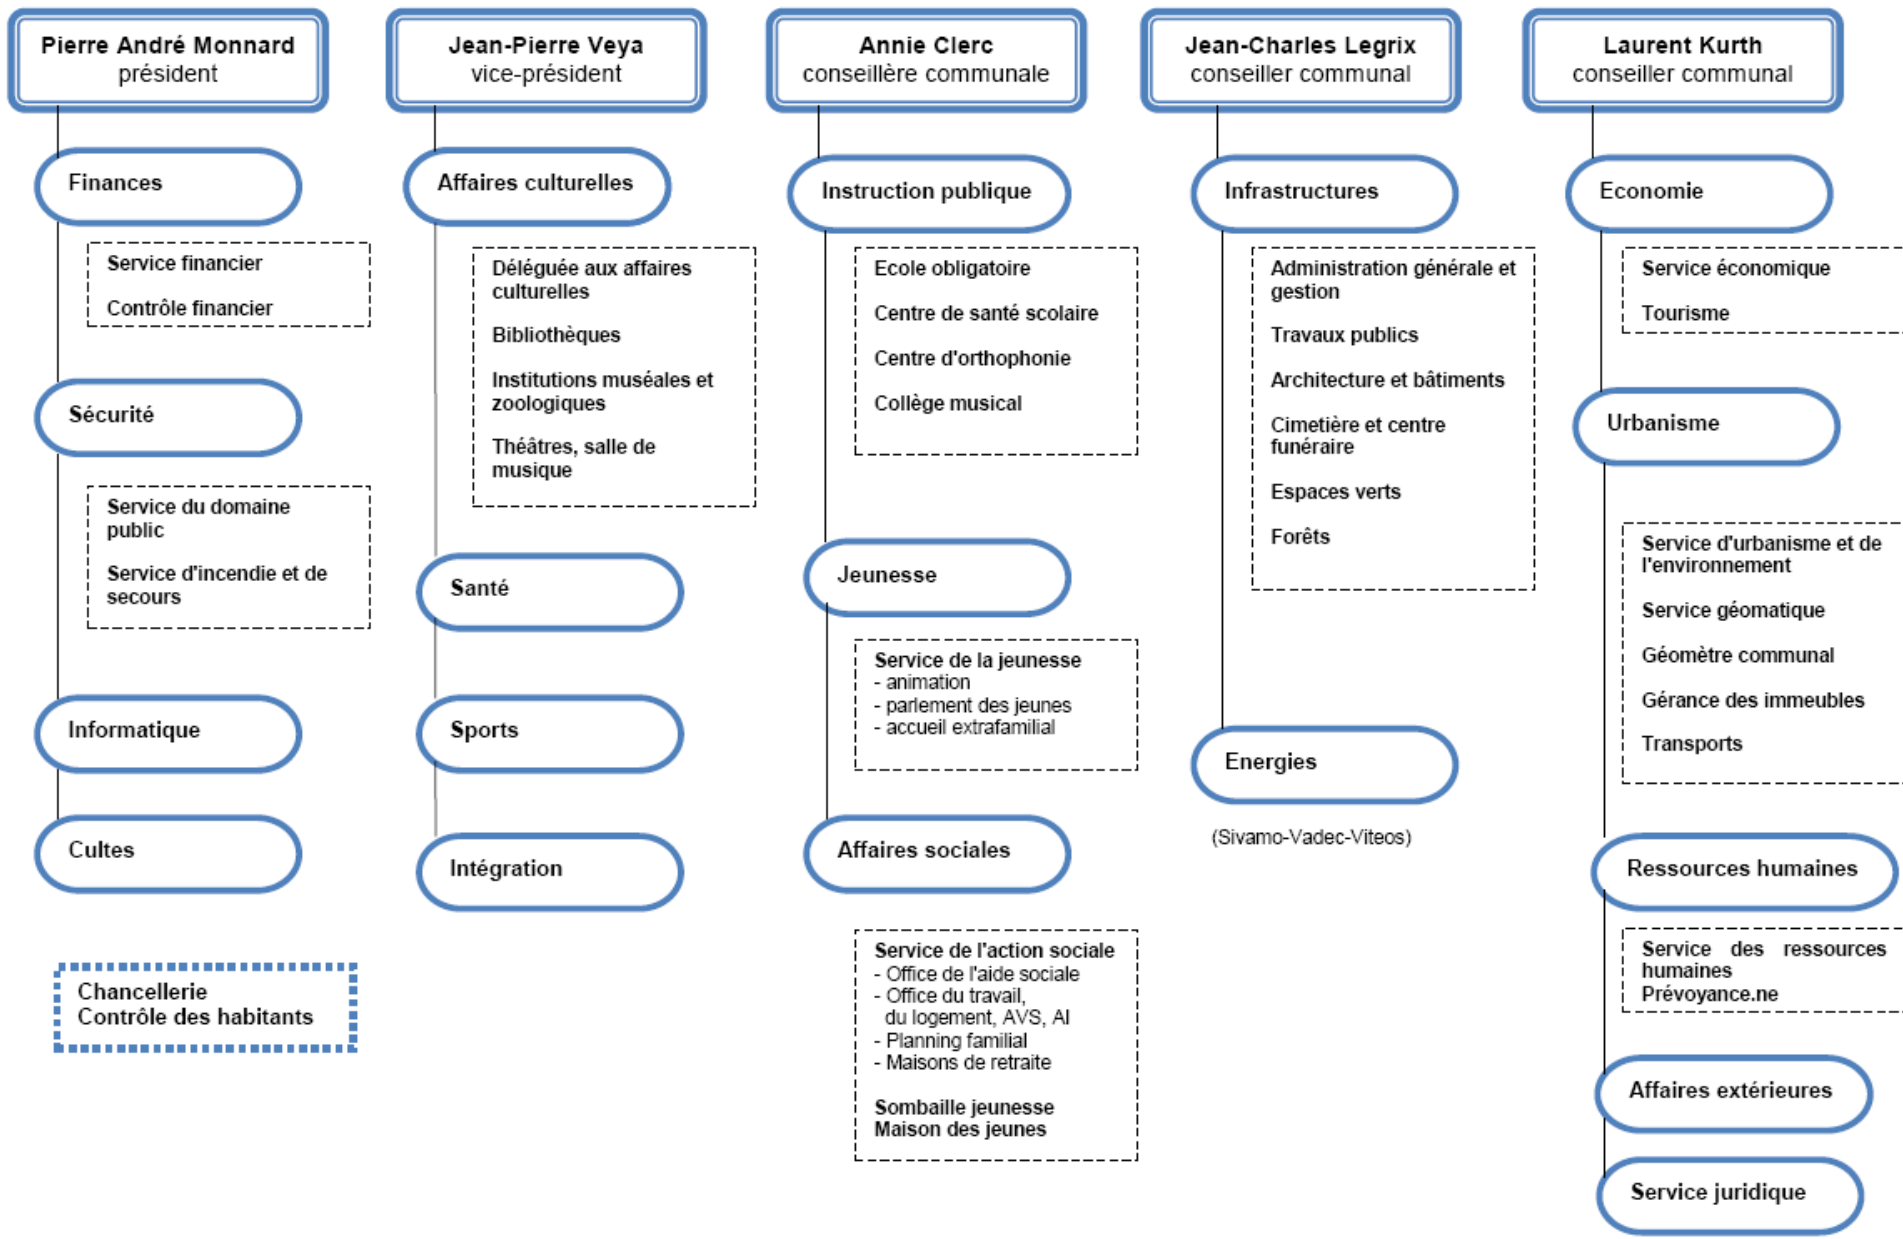 Pierre André Monnard
président
Finances
Service financier
Contrôle financier
Sécurité
Service du domaine
public
Service d'incendie et de
secours
Informatique
Cultes
Chancellerie
Contrôle des habitants
Jean-Pierre Veya
vice-président
Affaires culturelles
Déléguée aux affaires
culturelles
Bibliothèques
Institutions muséales et
zoologiques
Théâtres, salle de
musique
Santé
Sports
Intégration
Annie Clerc
conseillère communale
Instruction publique
Ecole obligatoire
Centre de santé scolaire
Centre d'orthophonie
Collège musical
Jeunesse
Service de la jeunesse
- animation
- parlement des jeunes
- accueil extrafamilial
Affaires sociales
Service de l'action sociale
- Office de l'aide sociale
- Office du travail,
du logement, AVS, AI
- Planning familial
- Maisons de retraite
Sombaille jeunesse
Maison des jeunes
Jean-Charles Legrix
conseiller communal
Infrastructures
Administration générale et
gestion
Travaux publics
Architecture et bâtiments
Cimetière et centre
funéraire
Espaces verts
Forêts
Energies
(Sivamo-Vadec-Viteos)
Laurent Kurth
conseiller communal
Economie
Service économique
Tourisme
Urbanisme
Service d'urbanisme et de
l'environnement
Service géomatique
Géomètre communal
Gérance des immeubles
Transports
Ressources humaines
Service des ressources
humaines
Prévoyance.ne
Affaires extérieures
Service juridique